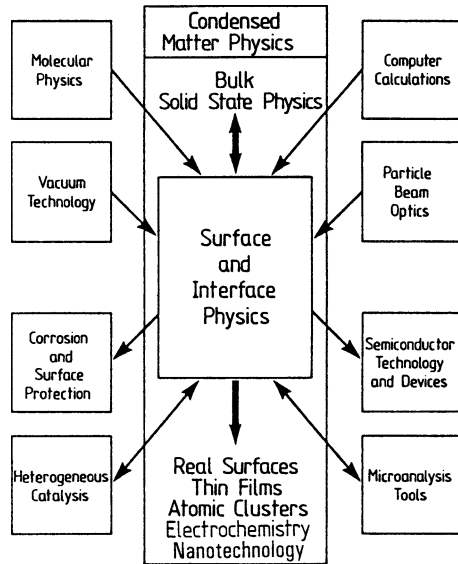 Condensed
Matter Physics
Molecular
Physics
Computer
Calculations
Bulk
Solid State Physics
Vacuum
Technology
Particle
Beam
Optics
Surface
and
Interface
Physics
Corrosion
and
Surface
Protection
Semiconductor
Technology
and Devices
Heterogeneous
Catalysis
Real Surfaces
Thin Films
Atomic Clusters
Electrochemistry
Nanotechnology
Microanalysis
Tools